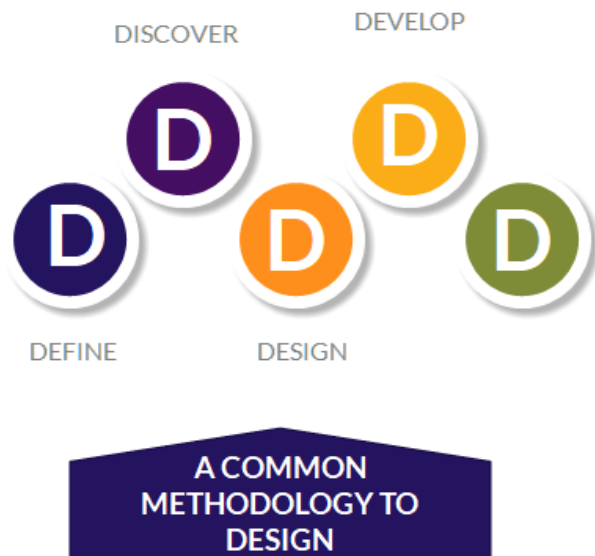 DISCOVER
DEVELOP
D
D
D
D
D
DEFINE
DESIGN
A COMMON
METHODOLOGY TO
DESIGN